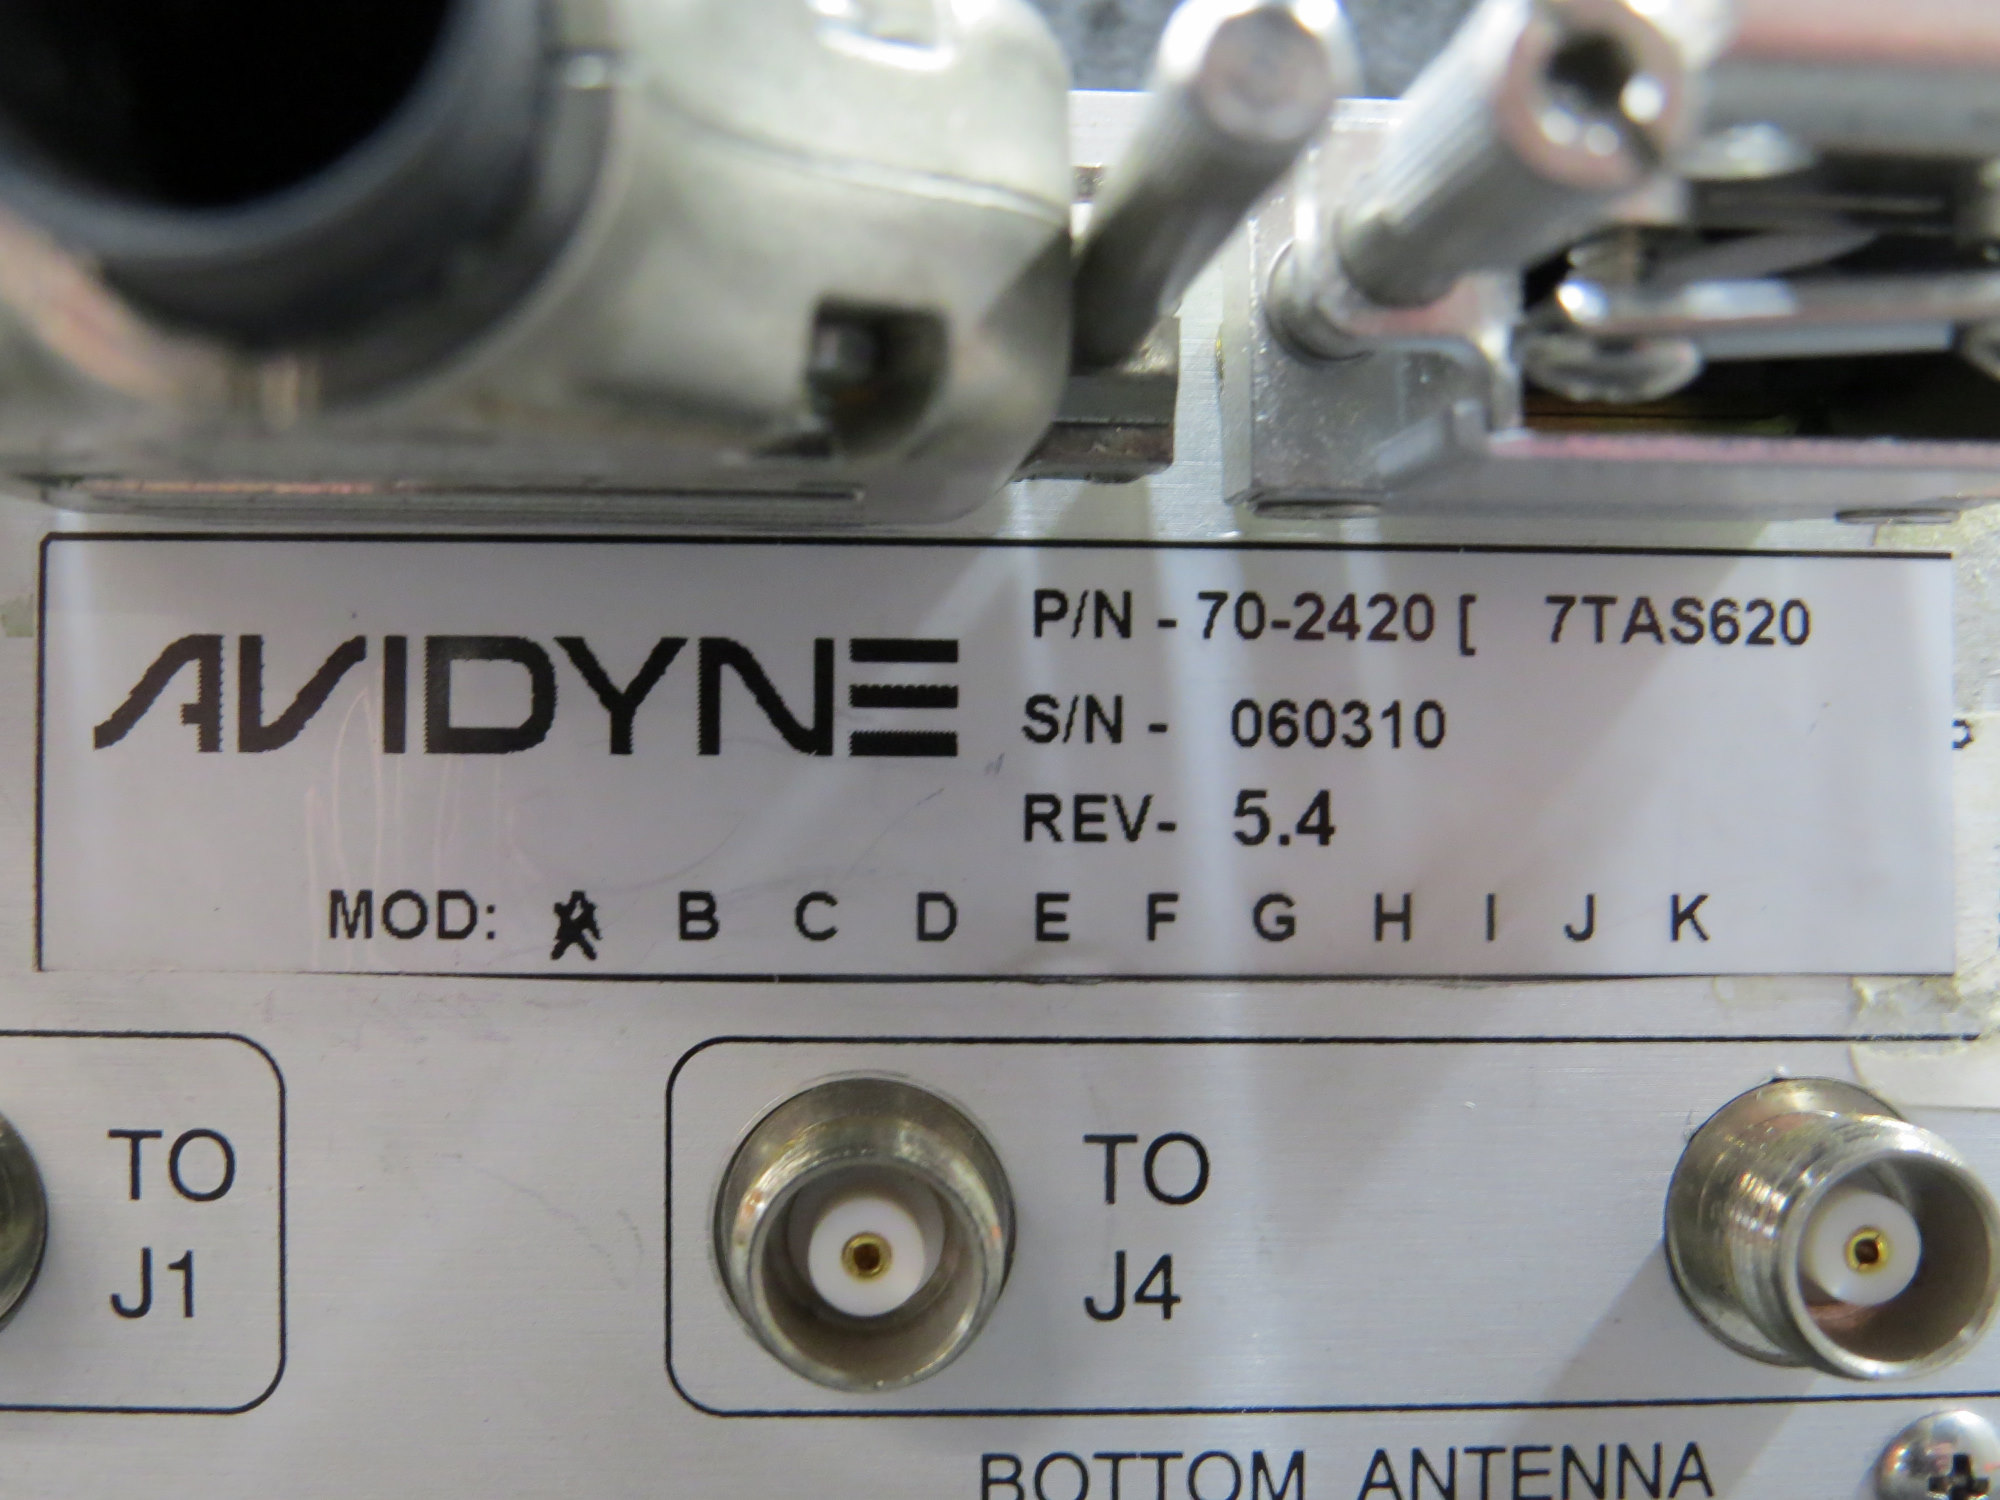 AVIDYNE
P/N - 70-2420 [ 7TAS620
S/N - 060310
REV- 5.4
MOD: A B C D E F G H I J K
TO
J1
TO
J4
BOTTOM ANTENNA